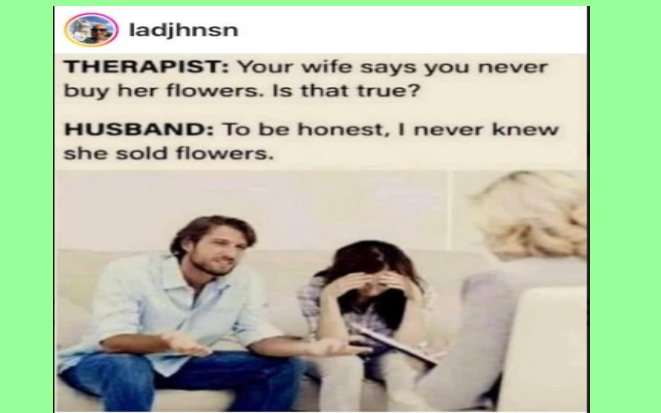 ladjhnsn
THERAPIST: Your wife says you never
buy her flowers. Is that true?
HUSBAND: To be honest, I never knew
she sold flowers.